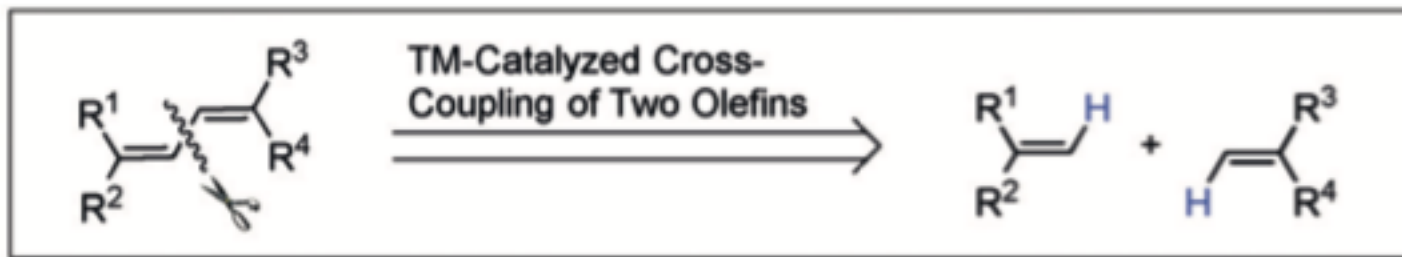 R¹
R²
R³
R⁴
TM-Catalyzed Cross-
Coupling of Two Olefins
R¹
R²
H
+
H
R³
R⁴